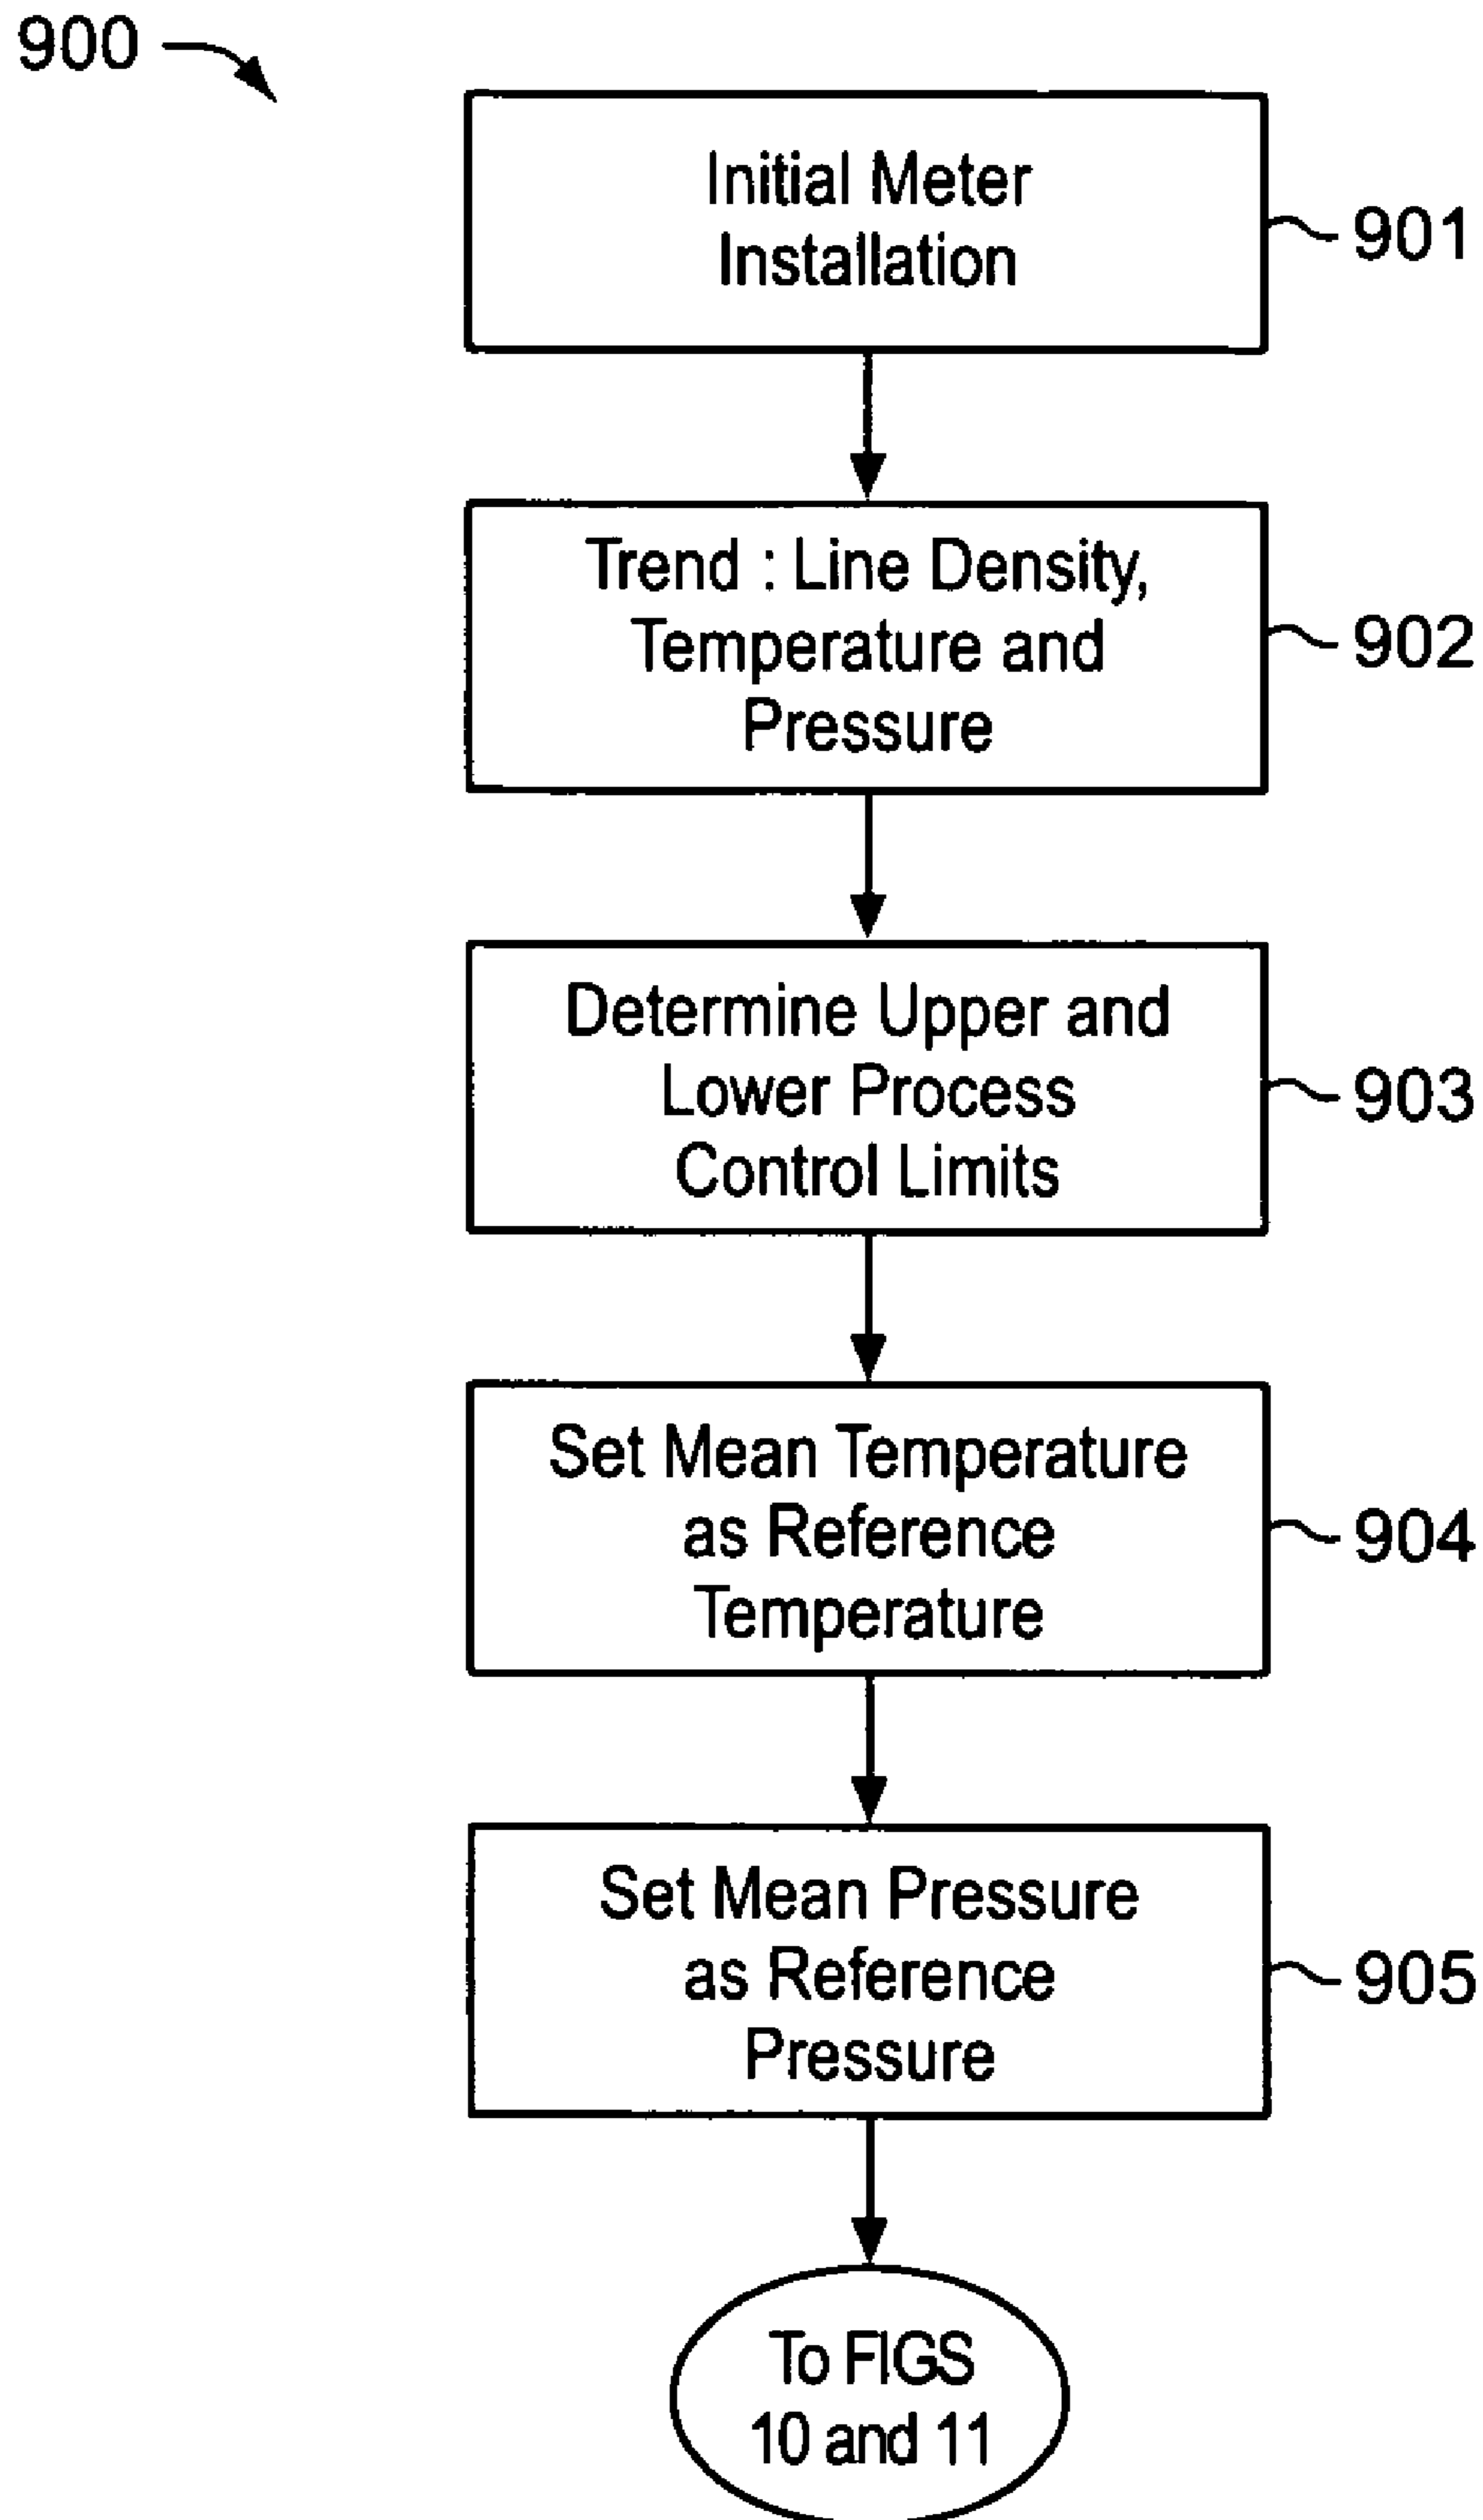 900
Initial Meter
Installation
901
Trend : Line Density,
Temperature and
Pressure
902
Determine Upper and
Lower Process
Control Limits
903
Set Mean Temperature
as Reference
Temperature
904
Set Mean Pressure
as Reference
Pressure
905
To FIGS
10 and 11